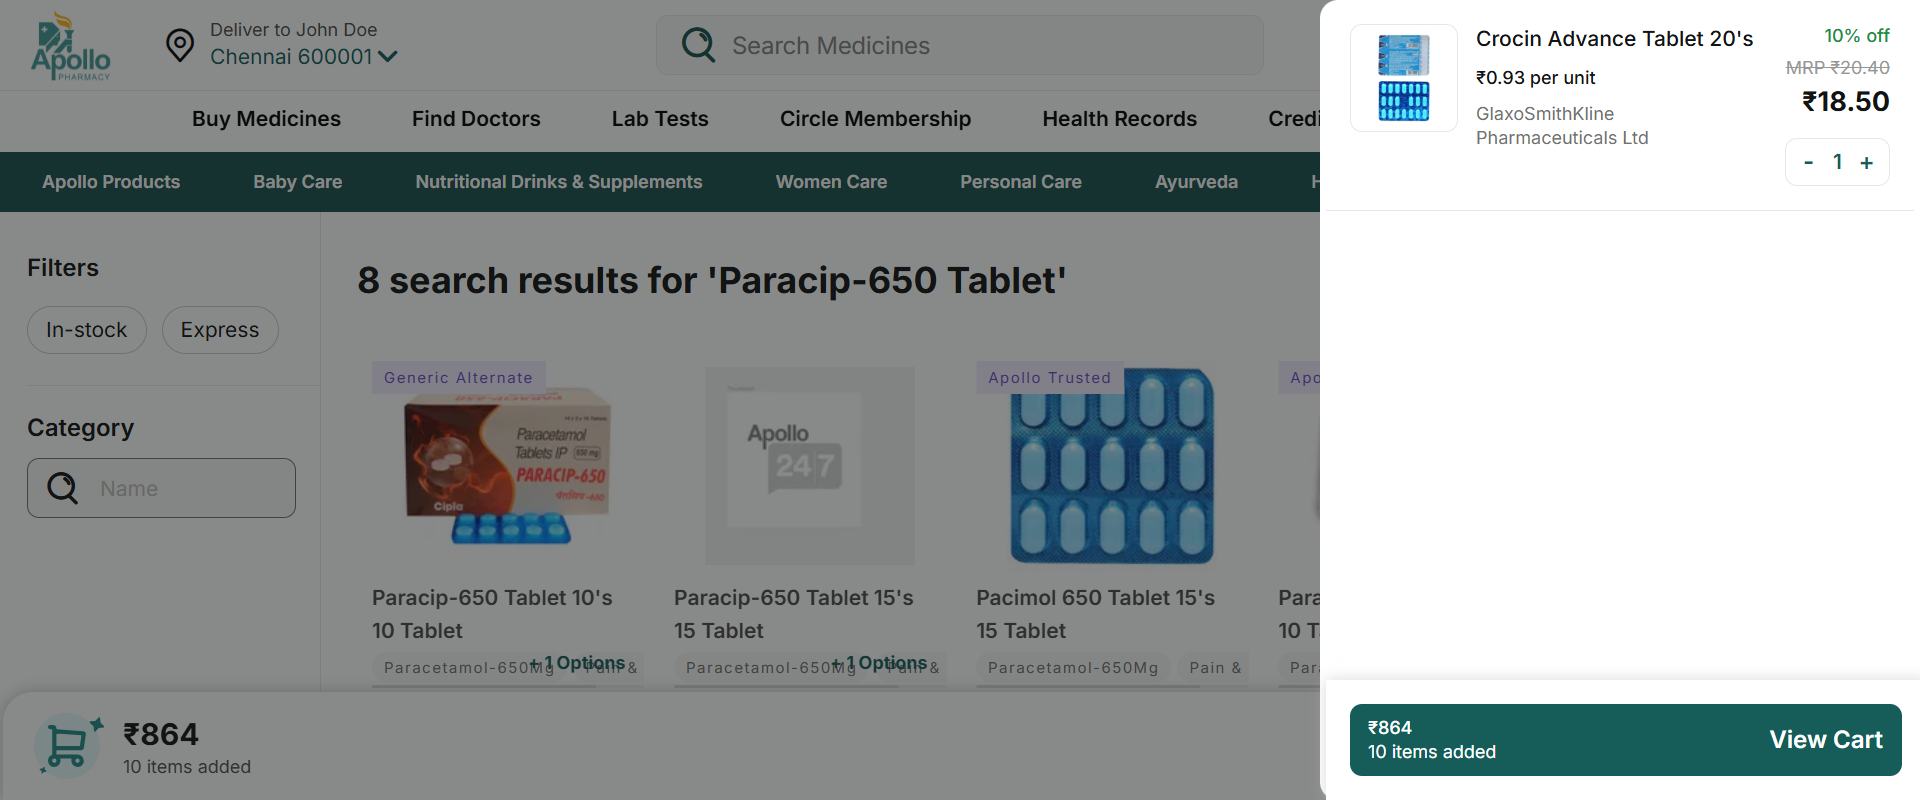 Apollo
PHARMACY
Deliver to John Doe
Chennai 600001
Search Medicines
Buy Medicines
Find Doctors
Lab Tests
Circle Membership
Health Records
Credi
Apollo Products
Baby Care
Nutritional Drinks & Supplements
Women Care
Personal Care
Ayurveda
H
Filters
In-stock
Express
Category
Name
8 search results for 'Paracip-650 Tablet'
Generic Alternate
Paracetamol
Tablets IP 650 mg
PARACIP-650
Cipla
Paracip-650 Tablet 10's
10 Tablet
Paracetamol-650Mg
+ 1 Options
Pain &
Apollo
24|7
Paracip-650 Tablet 15's
15 Tablet
Paracetamol-650Mg
+ 1 Options
Pain &
Apollo Trusted
Pacimol 650 Tablet 15's
15 Tablet
Paracetamol-650Mg
Pain &
Apo
Para
10 T
Par
₹864
10 items added
Crocin Advance Tablet 20's
₹0.93 per unit
GlaxoSmithKline
Pharmaceuticals Ltd
10% off
MRP ₹20.40
₹18.50
- 1 +
₹864
10 items added
View Cart